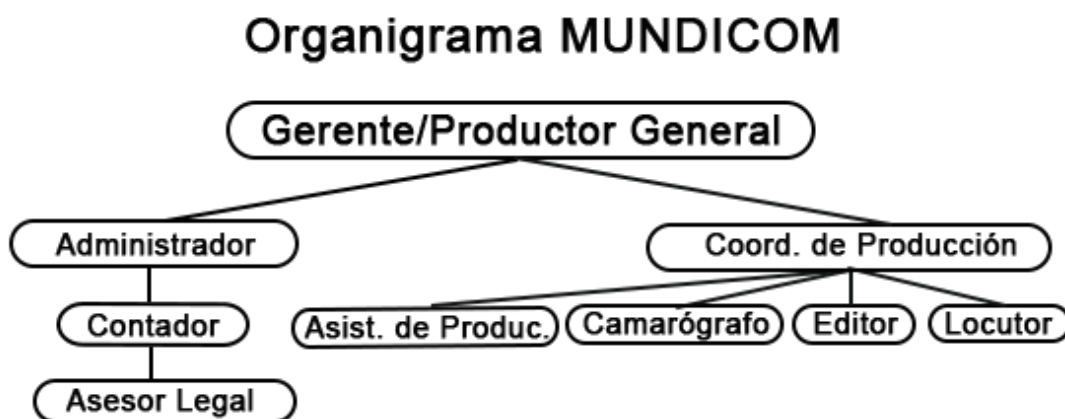 Organigrama MUNDICOM
Gerente/Productor General
Administrador
Coord. de Producción
Contador
Asist. de Produc.
Camarógrafo
Editor
Locutor
Asesor Legal